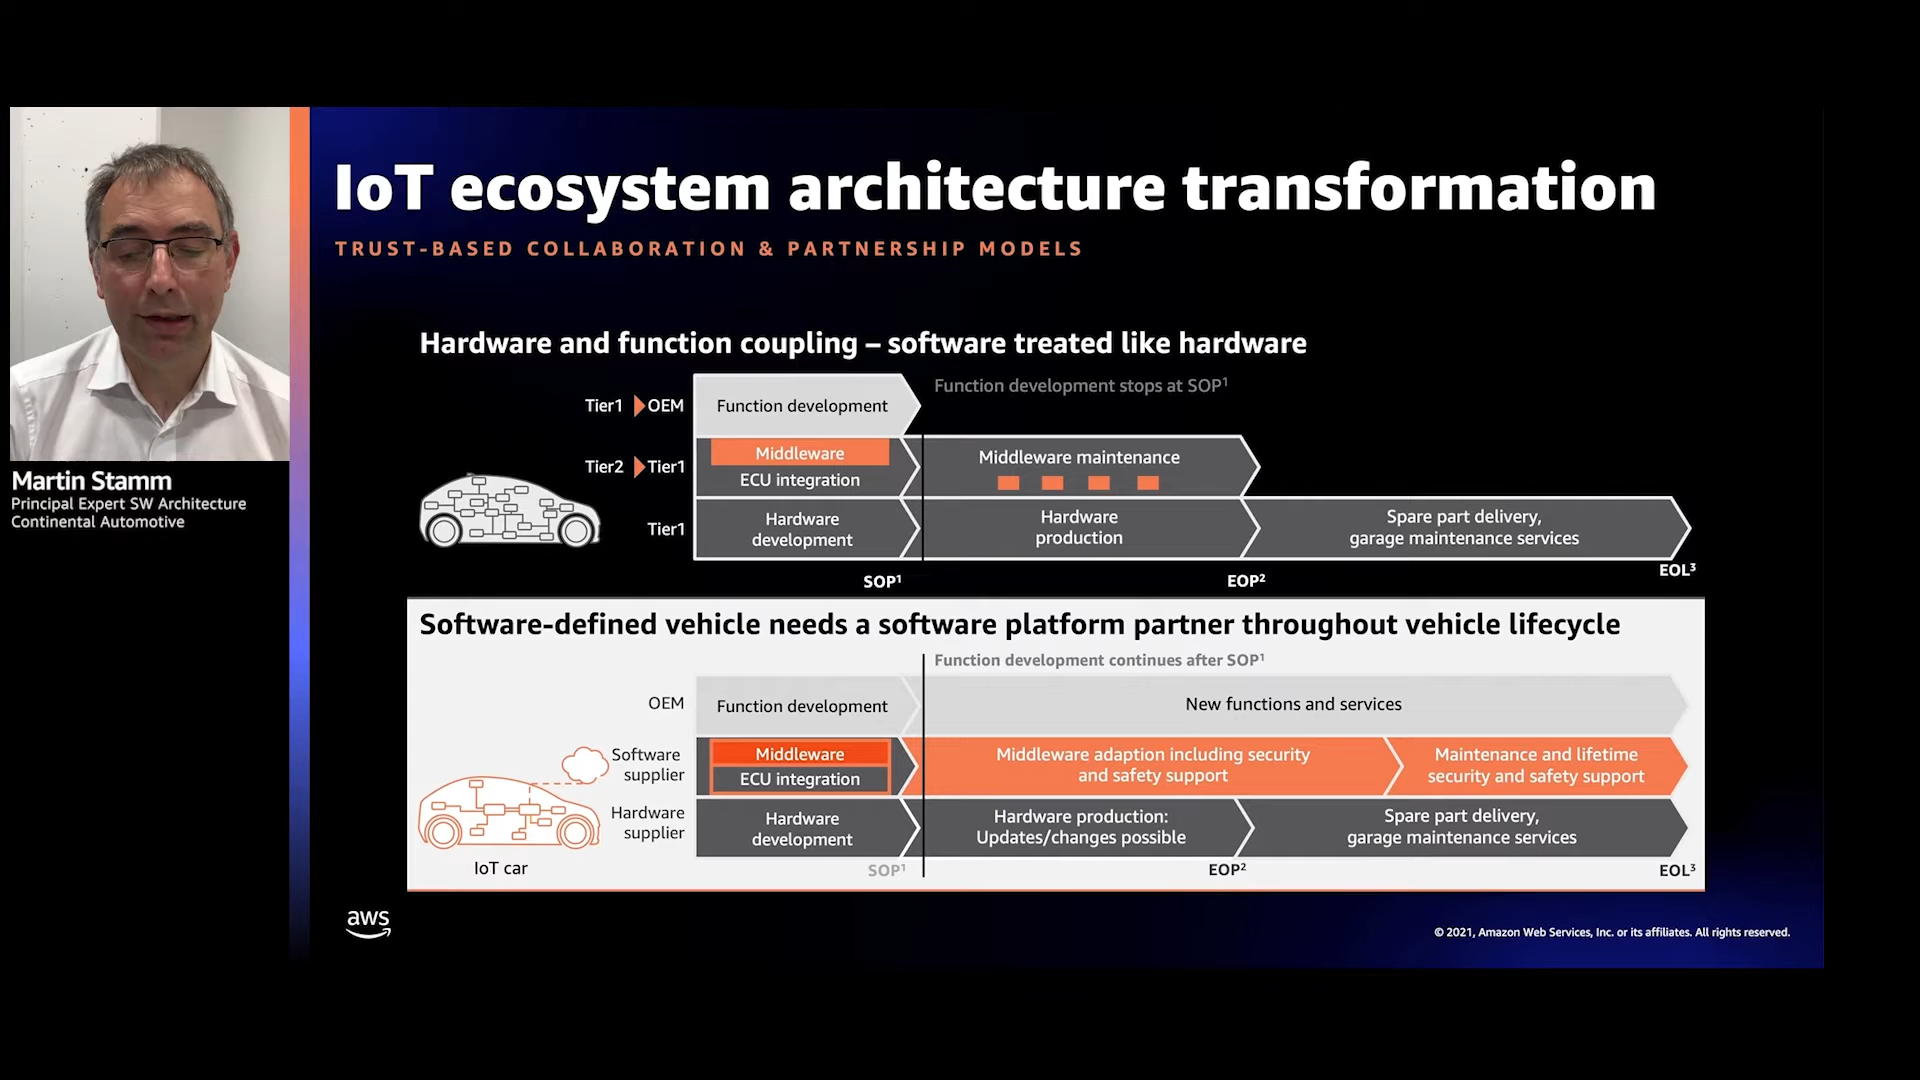 IoT ecosystem architecture transformation
TRUST-BASED COLLABORATION & PARTNERSHIP MODELS
Martin Stamm
Principal Expert SW Architecture
Continental Automotive
Hardware and function coupling – software treated like hardware
Tier1 OEM
Function development
Function development stops at SOP¹
Tier2 Tier1
Middleware
ECU integration
Middleware maintenance
Tier1
Hardware
development
Hardware
production
Spare part delivery,
garage maintenance services
SOP¹
EOP²
EOL³
Software-defined vehicle needs a software platform partner throughout vehicle lifecycle
Function development continues after SOP¹
OEM
Function development
New functions and services
Software
supplier
Middleware
ECU integration
Middleware adaption including security
and safety support
Maintenance and lifetime
security and safety support
Hardware
supplier
Hardware
development
Hardware production:
Updates/changes possible
Spare part delivery,
garage maintenance services
IoT car
SOP¹
EOP²
EOL³
aws
© 2021, Amazon Web Services, Inc. or its affiliates. All rights reserved.